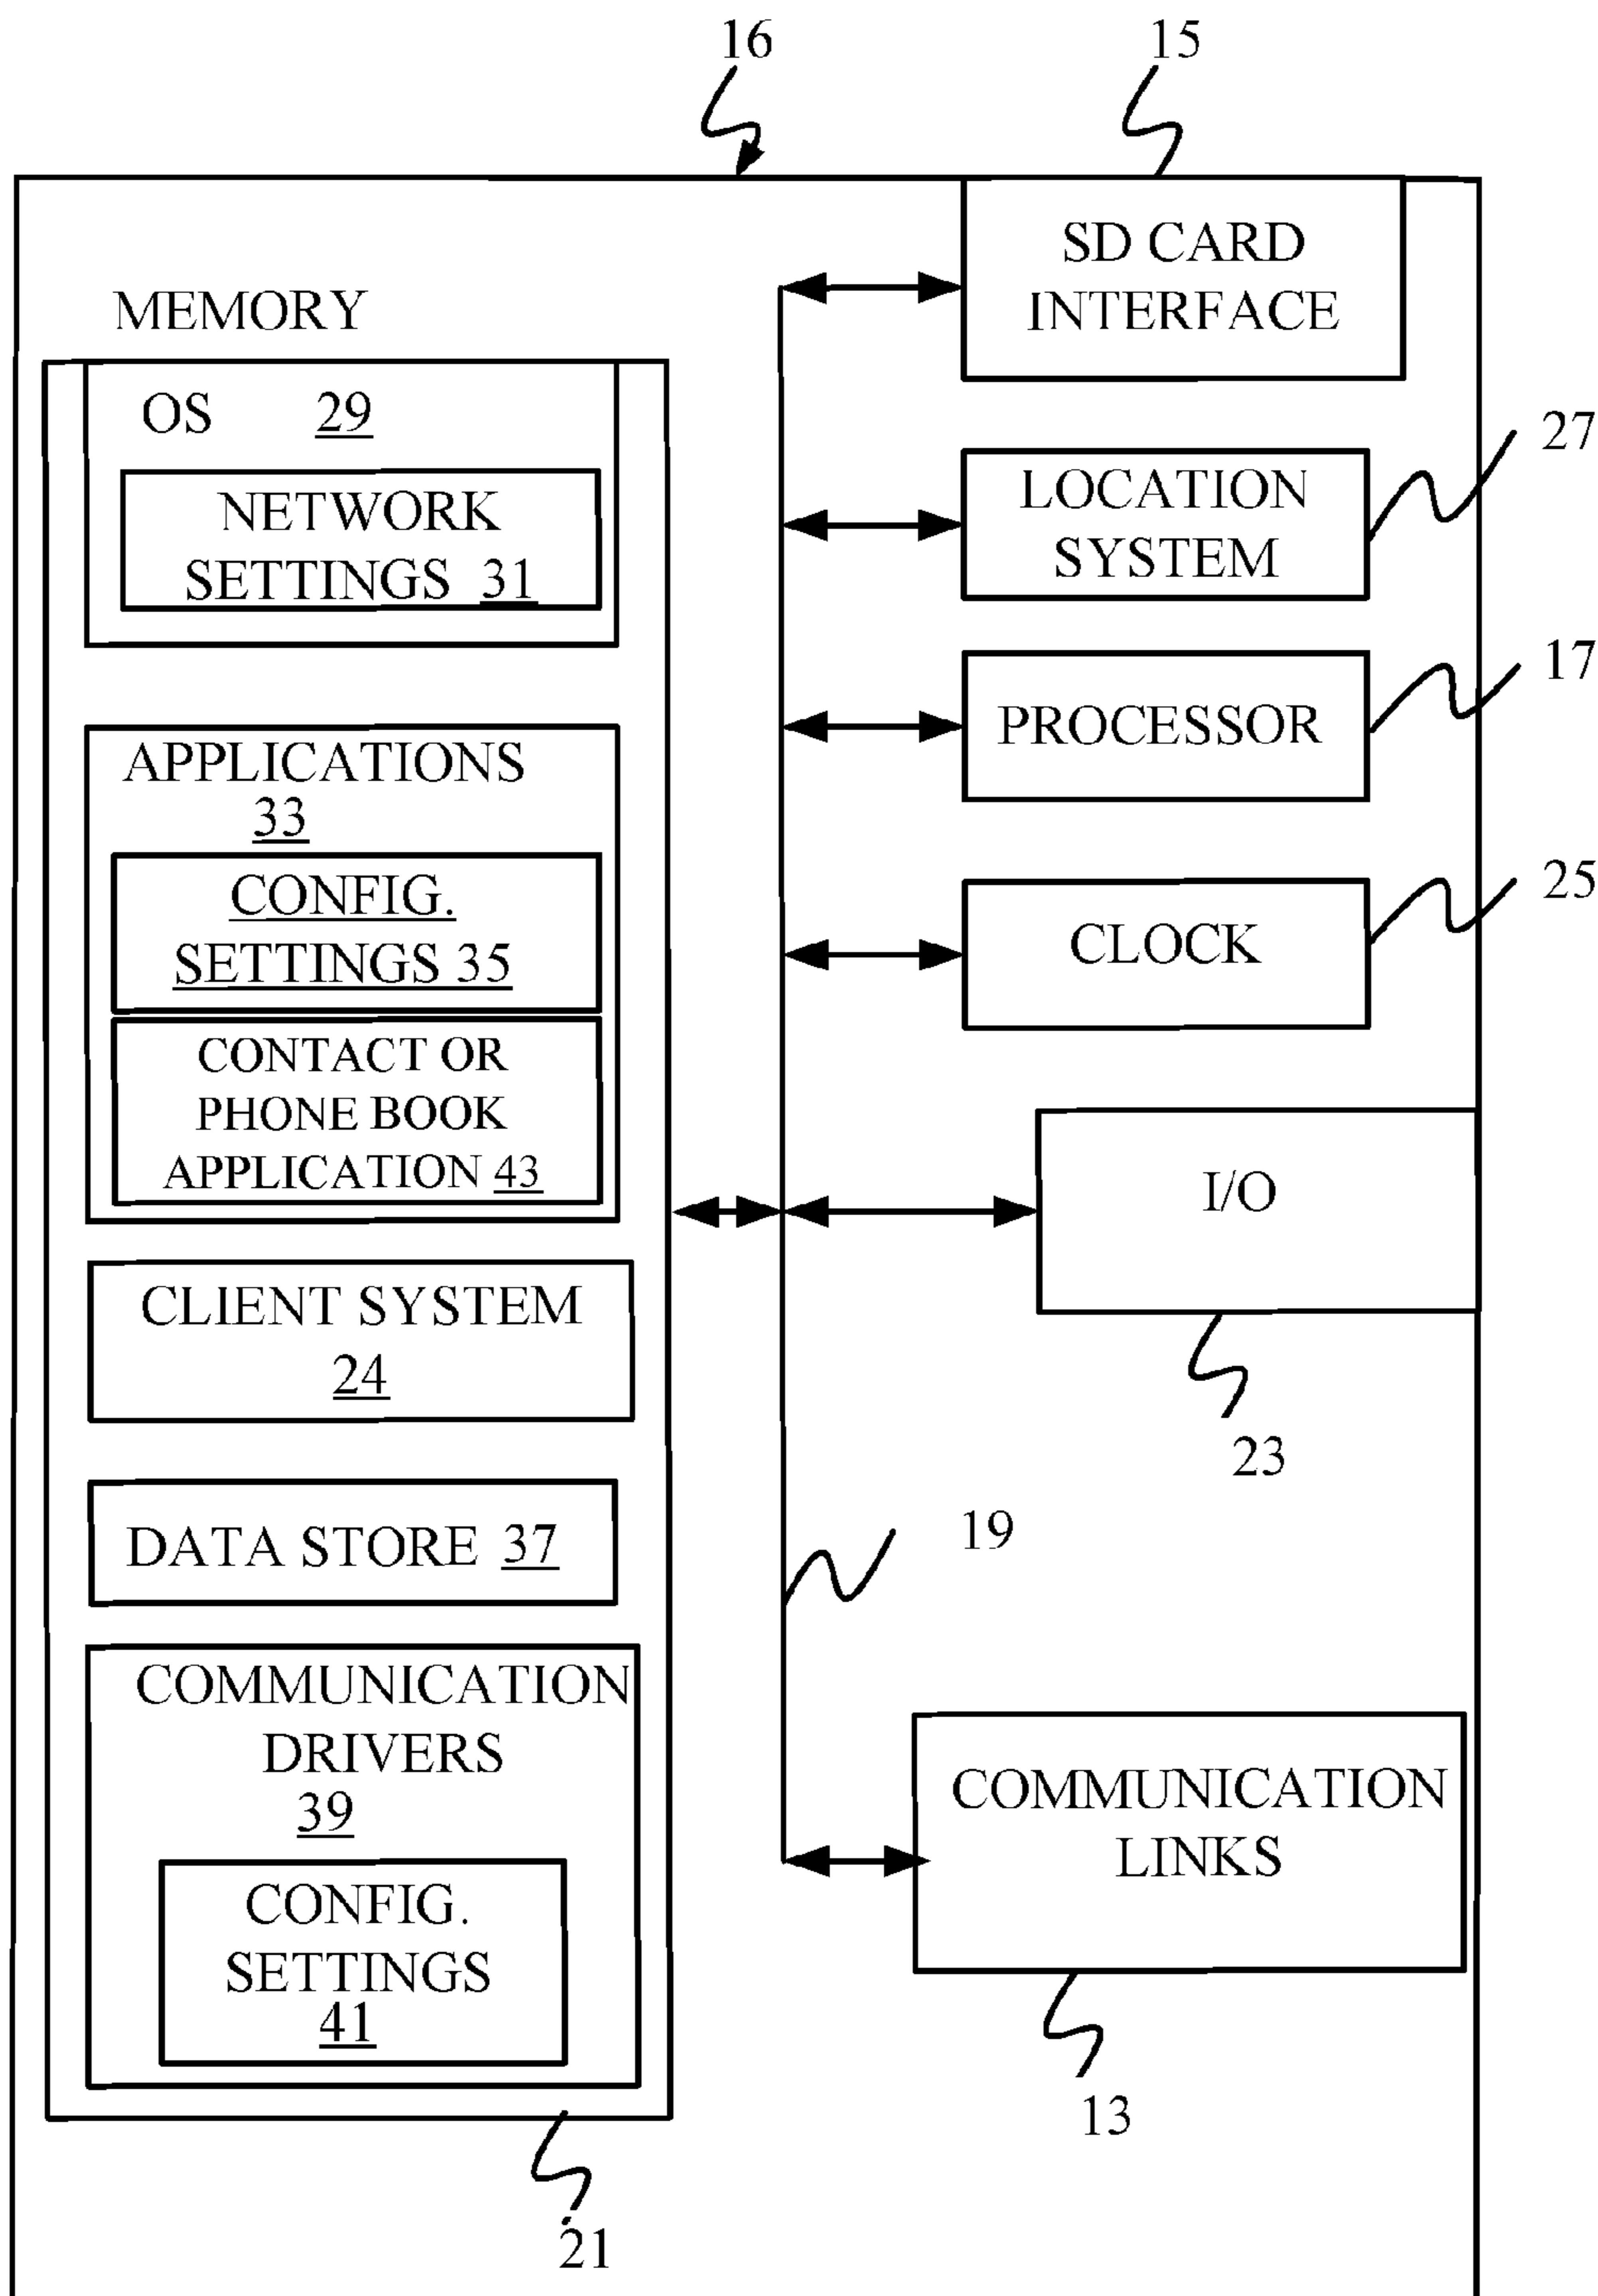 16
15
MEMORY
OS 29
NETWORK
SETTINGS 31
APPLICATIONS
33
CONFIG.
SETTINGS 35
CONTACT OR
PHONE BOOK
APPLICATION 43
CLIENT SYSTEM
24
DATA STORE 37
COMMUNICATION
DRIVERS
39
CONFIG.
SETTINGS
41
21
SD CARD
INTERFACE
LOCATION
SYSTEM
27
PROCESSOR
17
CLOCK
25
I/O
23
19
COMMUNICATION
LINKS
13